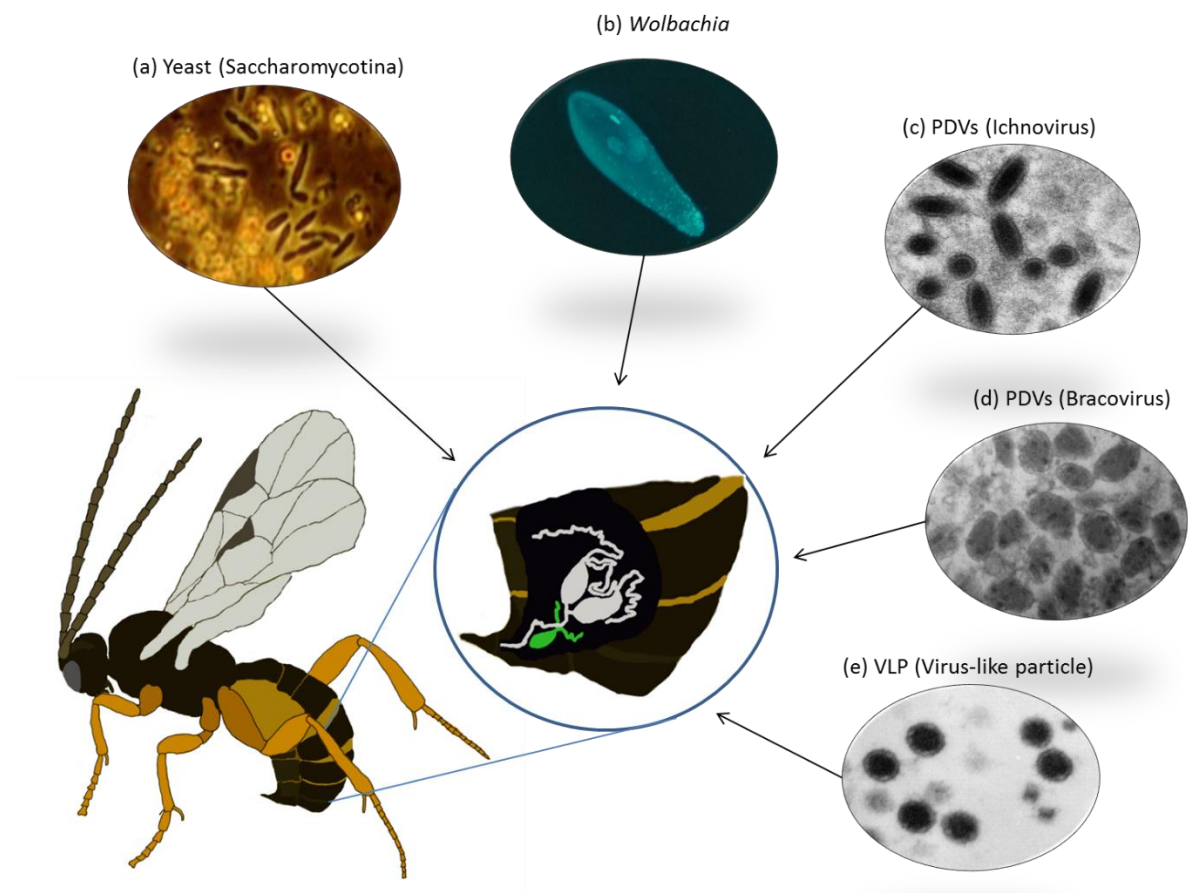 (a) Yeast (Saccharomycotina)
(b) Wolbachia
(c) PDVs (Ichnovirus)
(d) PDVs (Bracovirus)
(e) VLP (Virus-like particle)